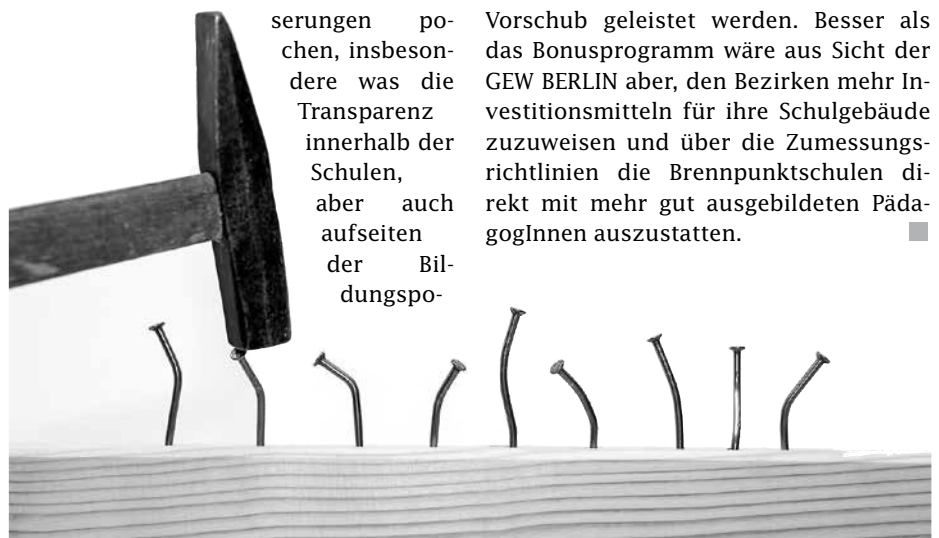 serungen po-
chen, insbeson-
dere was die
Transparenz
innerhalb der
Schulen,
aber auch
aufseiten
der Bil-
dungspo-
Vorschub geleistet werden. Besser als
das Bonusprogramm wäre aus Sicht der
GEW BERLIN aber, den Bezirken mehr In-
vestitionsmitteln für ihre Schulgebäude
zuzuweisen und über die Zumessungs-
richtlinien die Brennpunktschulen di-
rekt mit mehr gut ausgebildeten Päda-
gogInnen auszustatten.